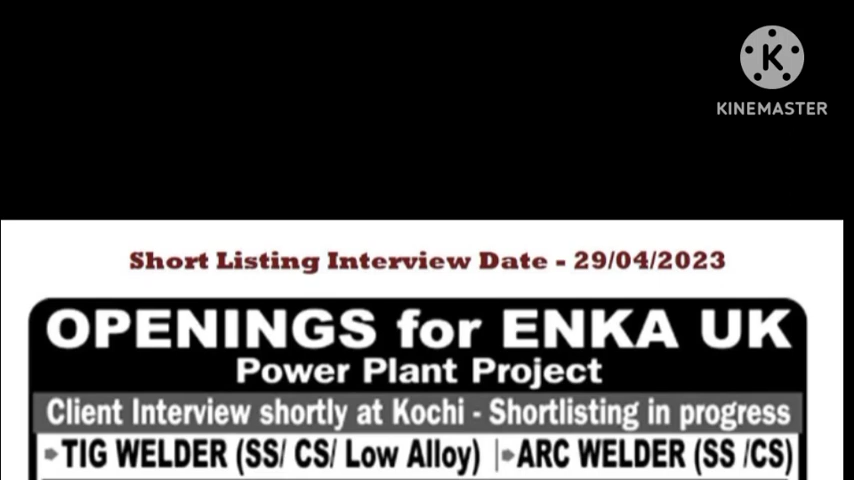 K
KINEMASTER
Short Listing Interview Date - 29/04/2023
OPENINGS for ENKA UK
Power Plant Project
Client Interview shortly at Kochi - Shortlisting in progress
TIG WELDER (SS/ CS/ Low Alloy) | ARC WELDER (SS /CS)